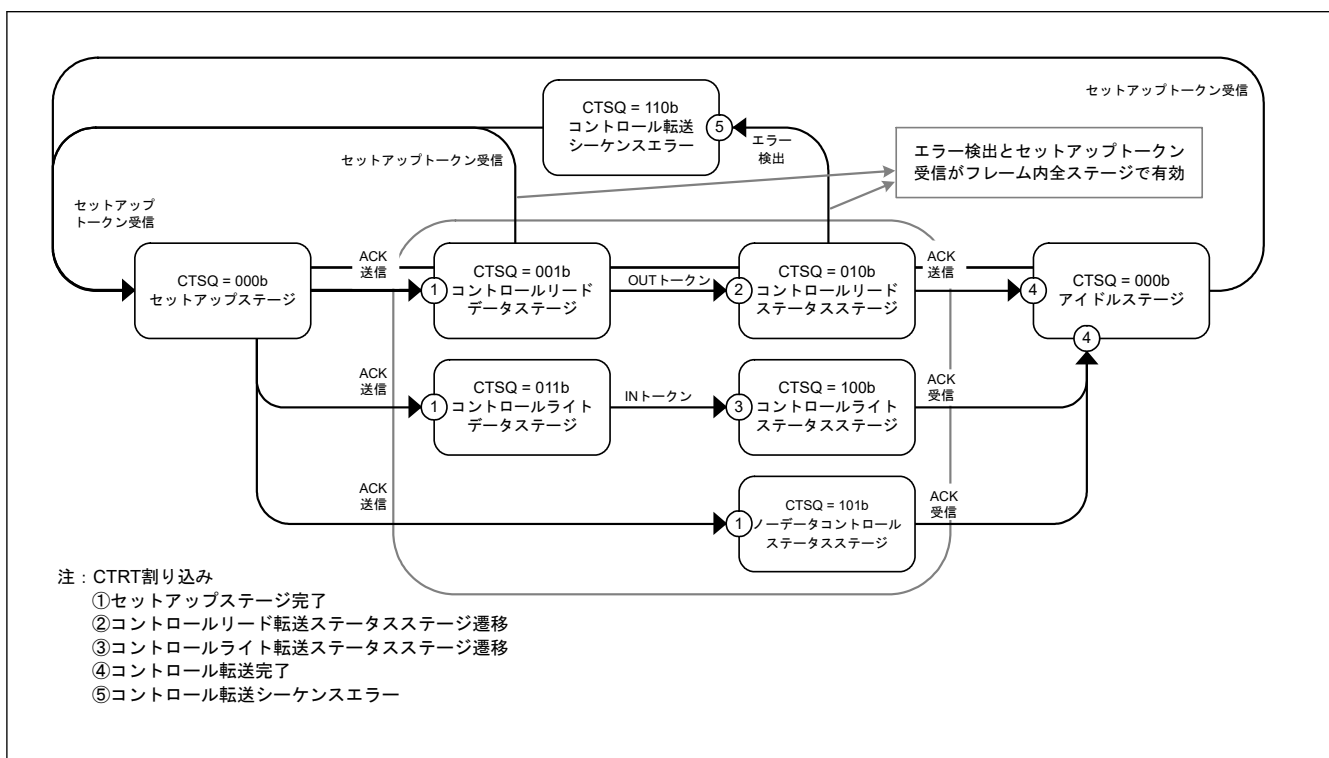 セットアップトークン受信
CTSQ = 110b
コントロール転送
シーケンスエラー
⑤
エラー
検出
セットアップトークン受信
エラー検出とセットアップトークン
受信がフレーム内全ステージで有効
セットアップ
トークン受信
CTSQ = 000b
セットアップステージ
ACK
送信
①
CTSQ = 001b
コントロールリード
データステージ
OUTトークン
②
CTSQ = 010b
コントロールリード
ステータスステージ
ACK
送信
④
CTSQ = 000b
アイドルステージ
④
ACK
送信
①
CTSQ = 011b
コントロールライト
データステージ
INトークン
③
CTSQ = 100b
コントロールライト
ステータスステージ
ACK
受信
ACK
送信
①
CTSQ = 101b
ノーデータコントロール
ステータスステージ
ACK
受信
注：CTRT割り込み
①セットアップステージ完了
②コントロールリード転送ステータスステージ遷移
③コントロールライト転送ステータスステージ遷移
④コントロール転送完了
⑤コントロール転送シーケンスエラー